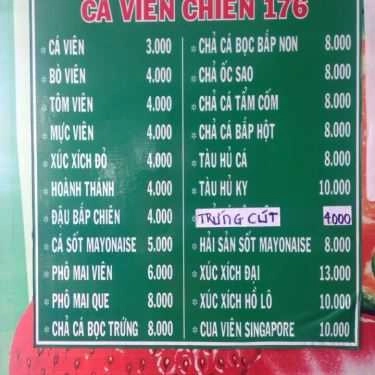 CÁ VIÊN CHIÊN 176
CÁ VIÊN 3.000
BÒ VIÊN 4.000
TÔM VIÊN 4.000
MỰC VIÊN 4.000
XÚC XÍCH ĐỎ 4.000
HOÀNH THÁNH 4.000
ĐẬU BẮP CHIÊN 4.000
CÁ SỐT MAYONAISE 5.000
PHÔ MAI VIÊN 6.000
PHÔ MAI QUE 8.000
CHẢ CÁ BỌC TRỨNG 8.000
CHẢ CÁ BỌC BẮP NON 8.000
CHẢ ỐC SAO 8.000
CHẢ CÁ TẨM CỐM 8.000
CHẢ CÁ BẮP HỘT 8.000
TÀU HỦ CÁ 8.000
TÀU HỦ KY 10.000
TRỨNG CÚT 4000
HẢI SẢN SỐT MAYONAISE 8.000
XÚC XÍCH ĐẠI 13.000
XÚC XÍCH HỒ LÔ 10.000
CUA VIÊN SINGAPORE 10.000